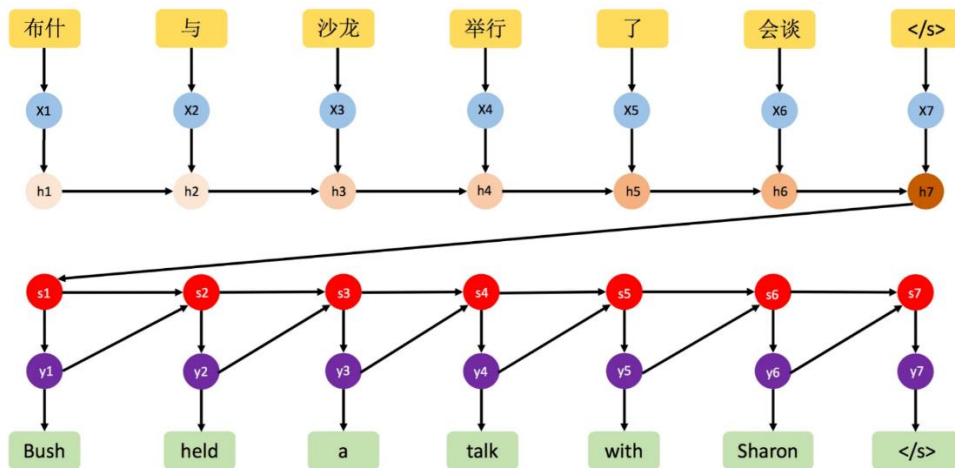 布什 与 沙龙 举行 了 会谈 </s>
X1 X2 X3 X4 X5 X6 X7
h1 h2 h3 h4 h5 h6 h7
s1 s2 s3 s4 s5 s6 s7
y1 y2 y3 y4 y5 y6 y7
Bush held a talk with Sharon </s>